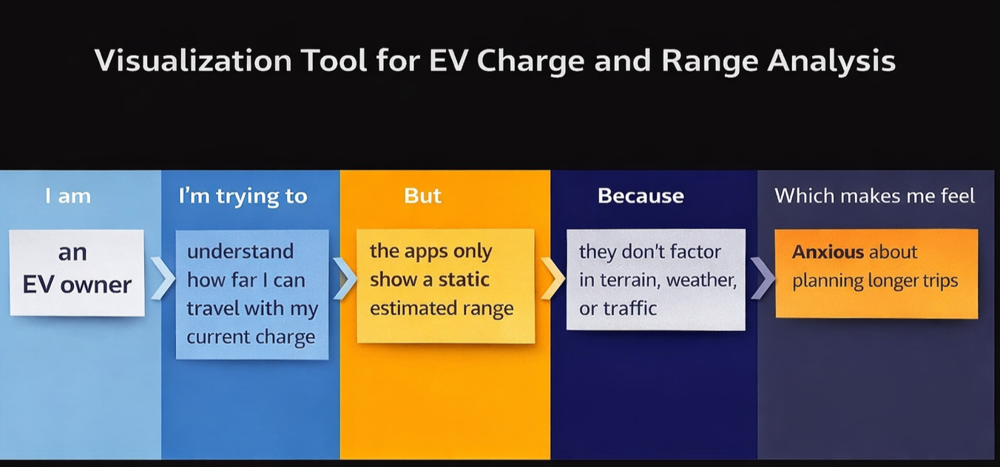 Visualization Tool for EV Charge and Range Analysis
I am
an
EV owner
I’m trying to
understand
how far I can
travel with my
current charge
But
the apps only
show a static
estimated range
Because
they don't factor
in terrain, weather,
or traffic
Which makes me feel
Anxious about
planning longer trips